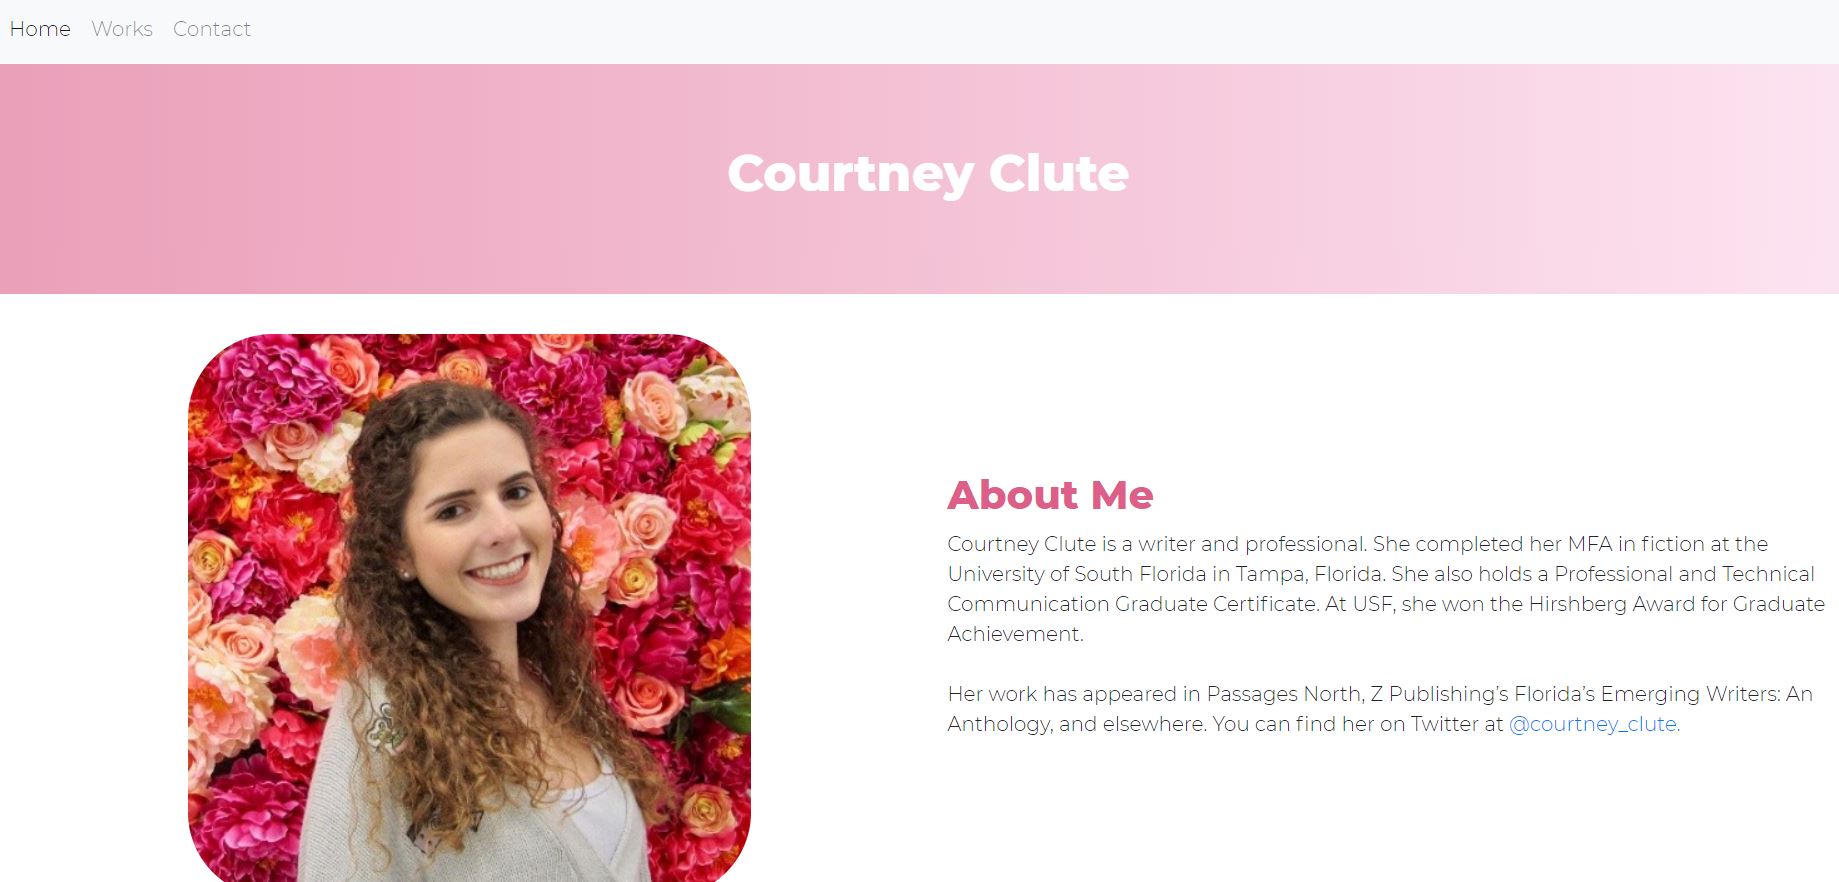 Home Works Contact
Courtney Clute
About Me
Courtney Clute is a writer and professional. She completed her MFA in fiction at the
University of South Florida in Tampa, Florida. She also holds a Professional and Technical
Communication Graduate Certificate. At USF, she won the Hirshberg Award for Graduate
Achievement.
Her work has appeared in Passages North, Z Publishing’s Florida’s Emerging Writers: An
Anthology, and elsewhere. You can find her on Twitter at @courtney_clute.